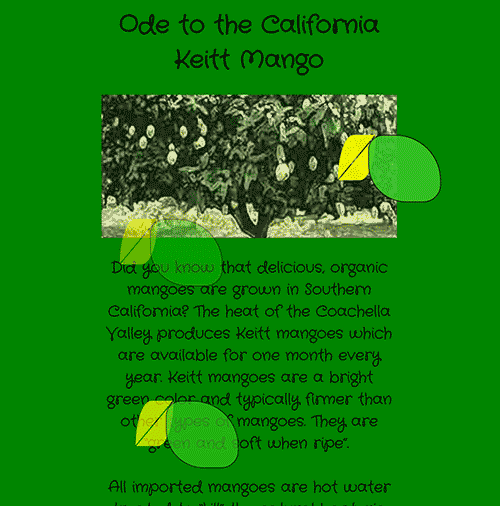 Ode to the California
Keitt Mango
Did you know that delicious, organic
mangoes are grown in Southern
California? The heat of the Coachella
Valley produces Keitt mangoes which
are available for one month every
year. Keitt mangoes are a bright
green color and typically firmer than
other types of mangoes. They are
"green and soft when ripe".
All imported mangoes are hot water